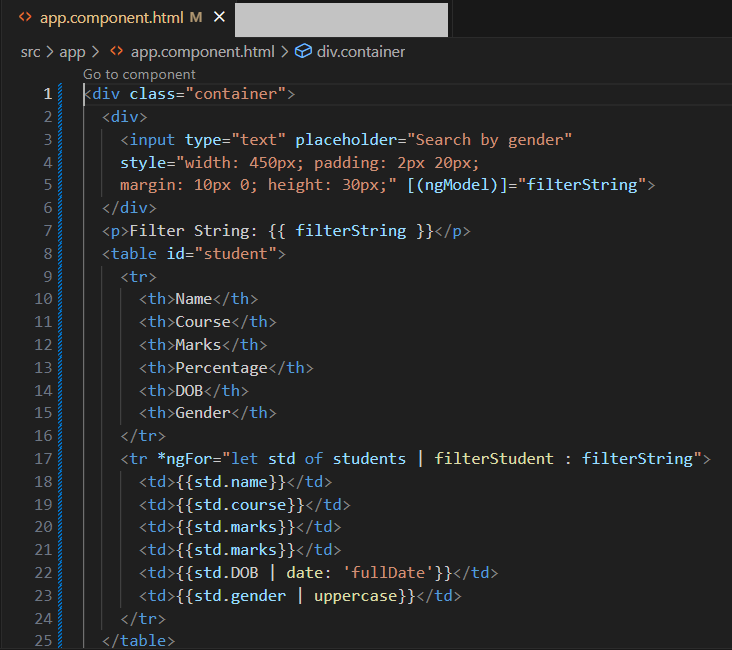 <> app.component.html M ×
src > app > <> app.component.html > div.container
Go to component
1 <div class="container">
2 <div>
3 <input type="text" placeholder="Search by gender"
4 style="width: 450px; padding: 2px 20px;
5 margin: 10px 0; height: 30px;" [(ngModel)]="filterString">
6 </div>
7 <p>Filter String: {{ filterString }}</p>
8 <table id="student">
9 <tr>
10 <th>Name</th>
11 <th>Course</th>
12 <th>Marks</th>
13 <th>Percentage</th>
14 <th>DOB</th>
15 <th>Gender</th>
16 </tr>
17 <tr *ngFor="let std of students | filterStudent : filterString">
18 <td>{{std.name}}</td>
19 <td>{{std.course}}</td>
20 <td>{{std.marks}}</td>
21 <td>{{std.marks}}</td>
22 <td>{{std.DOB | date: 'fullDate'}}</td>
23 <td>{{std.gender | uppercase}}</td>
24 </tr>
25 </table>